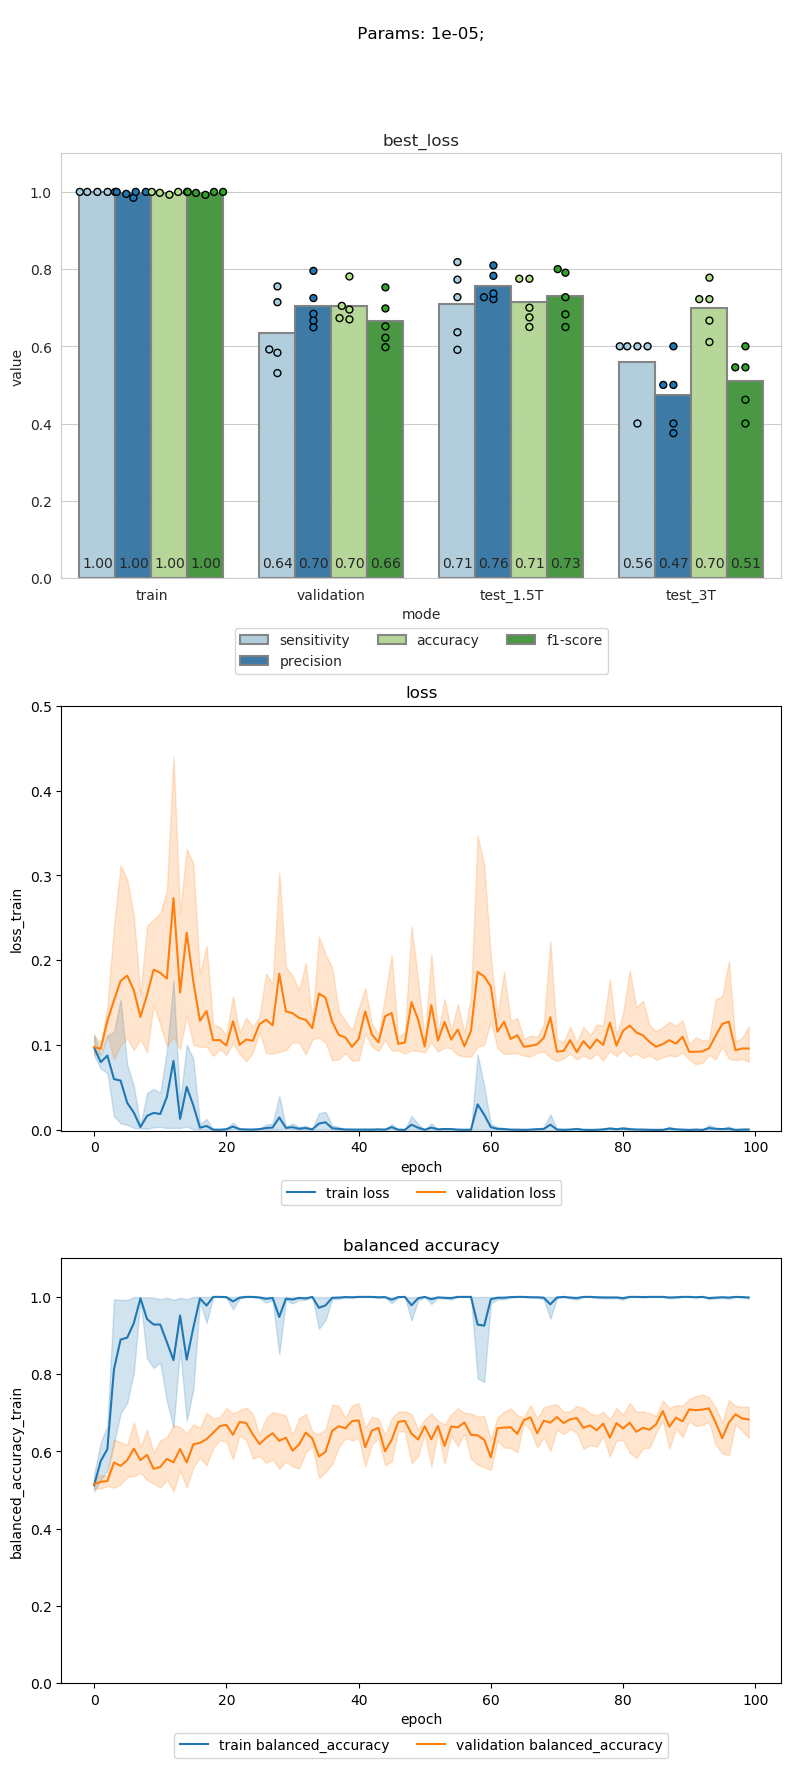 Params: 1e-05;
best_loss
value
1.0
0.8
0.6
0.4
0.2
0.0
1.00 1.00 1.00 1.00 0.64 0.70 0.70 0.66 0.71 0.76 0.71 0.73 0.56 0.47 0.70 0.51
train validation test_1.5T test_3T
mode
sensitivity accuracy f1-score
precision
loss
loss_train
0.5
0.4
0.3
0.2
0.1
0.0
0 20 40 60 80 100
epoch
train loss validation loss
balanced accuracy
balanced_accuracy_train
1.0
0.8
0.6
0.4
0.2
0.0
0 20 40 60 80 100
epoch
train balanced_accuracy validation balanced_accuracy